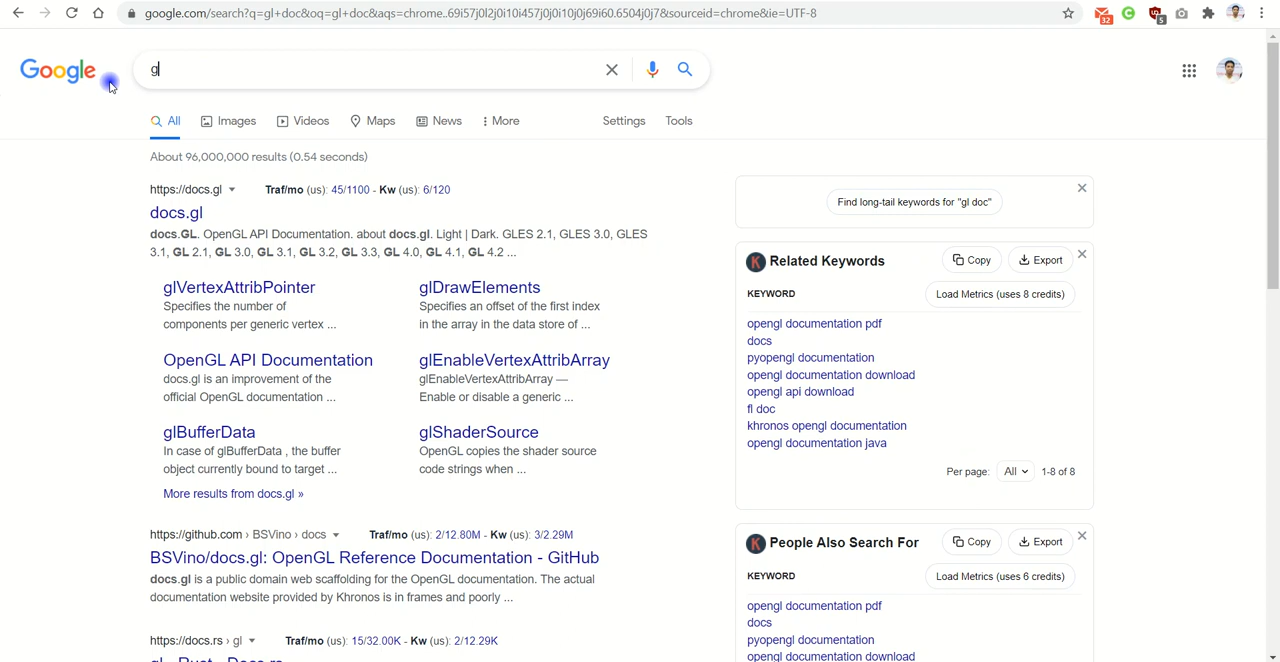 google.com/search?q=gl+doc&oq=gl+doc&aqs=chrome..69i57j0l2j0i10i457j0j0i10j0j69i60.6504j0j7&sourceid=chrome&ie=UTF-8
32
5
Google
gl
All
Images
Videos
Maps
News
More
Settings
Tools
About 96,000,000 results (0.54 seconds)
https://docs.gl
Traf/mo (us): 45/1100 - Kw (us): 6/120
docs.gl
docs.GL. OpenGL API Documentation. about docs.gl. Light | Dark. GLES 2.1, GLES 3.0, GLES
3.1, GL 2.1, GL 3.0, GL 3.1, GL 3.2, GL 3.3, GL 4.0, GL 4.1, GL 4.2 ...
glVertexAttribPointer
Specifies the number of
components per generic vertex ...
glDrawElements
Specifies an offset of the first index
in the array in the data store of ...
OpenGL API Documentation
docs.gl is an improvement of the
official OpenGL documentation ...
glEnableVertexAttribArray
glEnableVertexAttribArray —
Enable or disable a generic ...
glBufferData
In case of glBufferData , the buffer
object currently bound to target ...
glShaderSource
OpenGL copies the shader source
code strings when ...
More results from docs.gl »
https://github.com › BSVino › docs
Traf/mo (us): 2/12.80M - Kw (us): 3/2.29M
BSVino/docs.gl: OpenGL Reference Documentation - GitHub
docs.gl is a public domain web scaffolding for the OpenGL documentation. The actual
documentation website provided by Khronos is in frames and poorly ...
https://docs.rs › gl
Traf/mo (us): 15/32.00K - Kw (us): 2/12.29K
gl - Rust - Docs.rs
Find long-tail keywords for "gl doc"
K
Related Keywords
Copy
Export
KEYWORD
Load Metrics (uses 8 credits)
opengl documentation pdf
docs
pyopengl documentation
opengl documentation download
opengl api download
fl doc
khronos opengl documentation
opengl documentation java
Per page:
All
1-8 of 8
K
People Also Search For
Copy
Export
KEYWORD
Load Metrics (uses 6 credits)
opengl documentation pdf
docs
pyopengl documentation
opengl documentation download